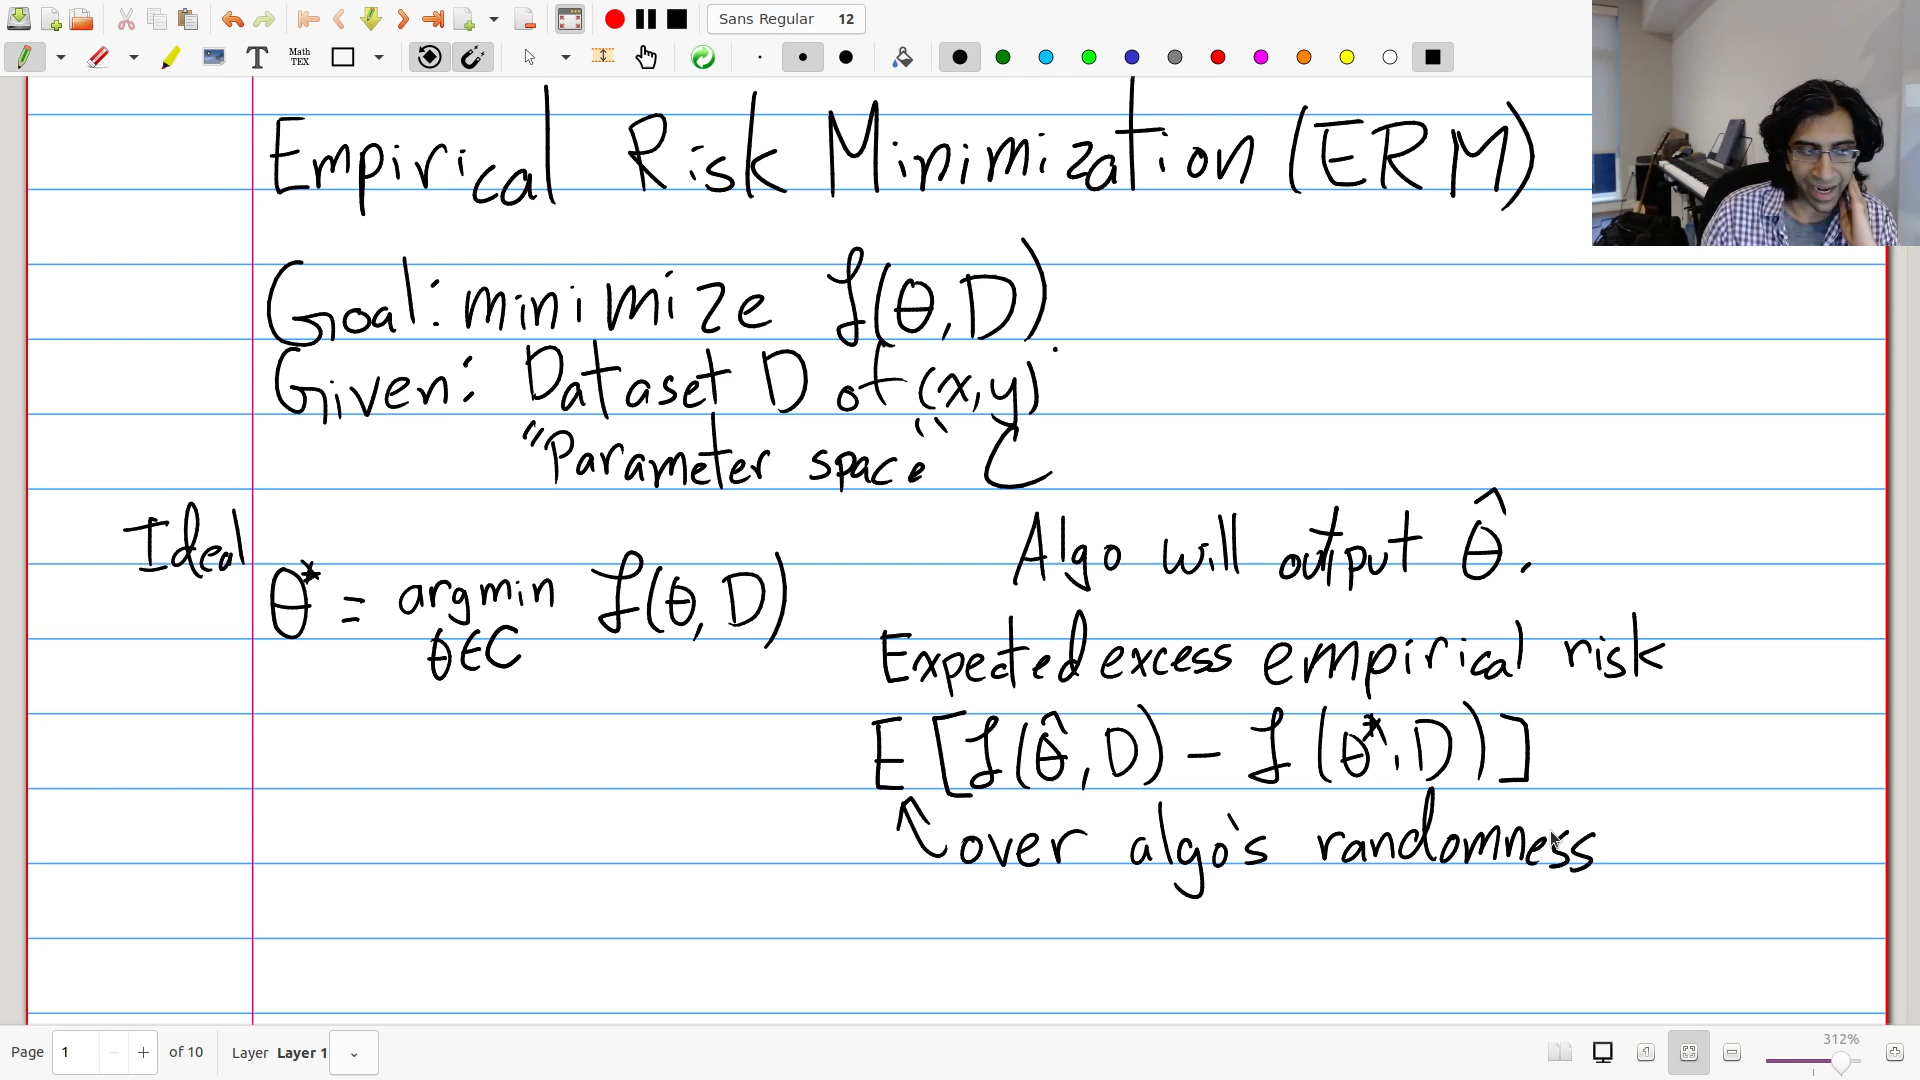 Sans Regular 12
Math
TEX
Empirical Risk Minimization (ERM)
Goal: minimize ℒ(θ, D)
Given: Dataset D of (x,y)
"Parameter space" C
Ideal
θ* = argmin ℒ(θ, D)
θ∈C
Algo will output θ̂.
Expected excess empirical risk
E[ℒ(θ̂, D) - ℒ(θ*, D)]
over algo's randomness
Page 1 - + of 10 Layer Layer 1
312%